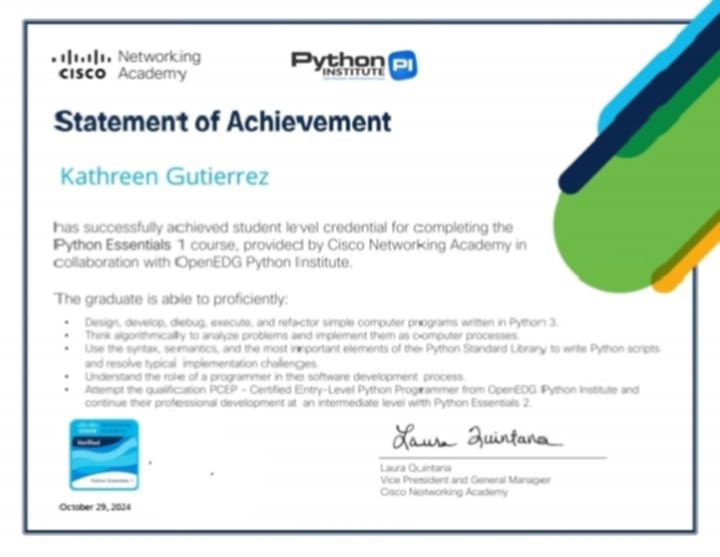 CISCO Networking Academy
Python INSTITUTE PI
Statement of Achievement
Kathreen Gutierrez
has successfully achieved student level credential for completing the
Python Essentials 1 course, provided by Cisco Networking Academy in
collaboration with OpenEDG Python Institute.
The graduate is able to proficiently:
• Design, develop, debug, execute, and refactor simple computer programs written in Python 3.
• Think algorithmically to analyze problems and implement them as computer processes.
• Use the syntax, semantics, and the most important elements of the Python Standard Library to write Python scripts
and resolve typical implementation challenges.
• Understand the role of a programmer in the software development process.
• Attempt the qualification PCEP – Certified Entry-Level Python Programmer from OpenEDG Python Institute and
continue their professional development at an intermediate level with Python Essentials 2.
CISCO
Verified
Python Essentials 1
October 29, 2024
Laura Quintana
Laura Quintana
Vice President and General Manager
Cisco Networking Academy